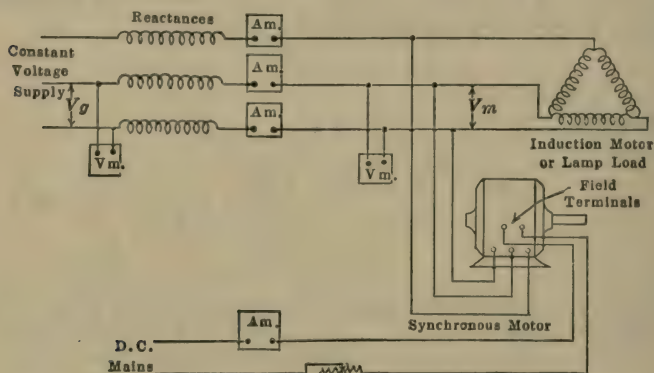 Reactances
Am.
Constant
Voltage
Supply
Vg
Am.
Am.
Vm
Vm.
Vm.
Induction Motor
or Lamp Load
Field
Terminals
Synchronous Motor
Am.
D.C.
Mains